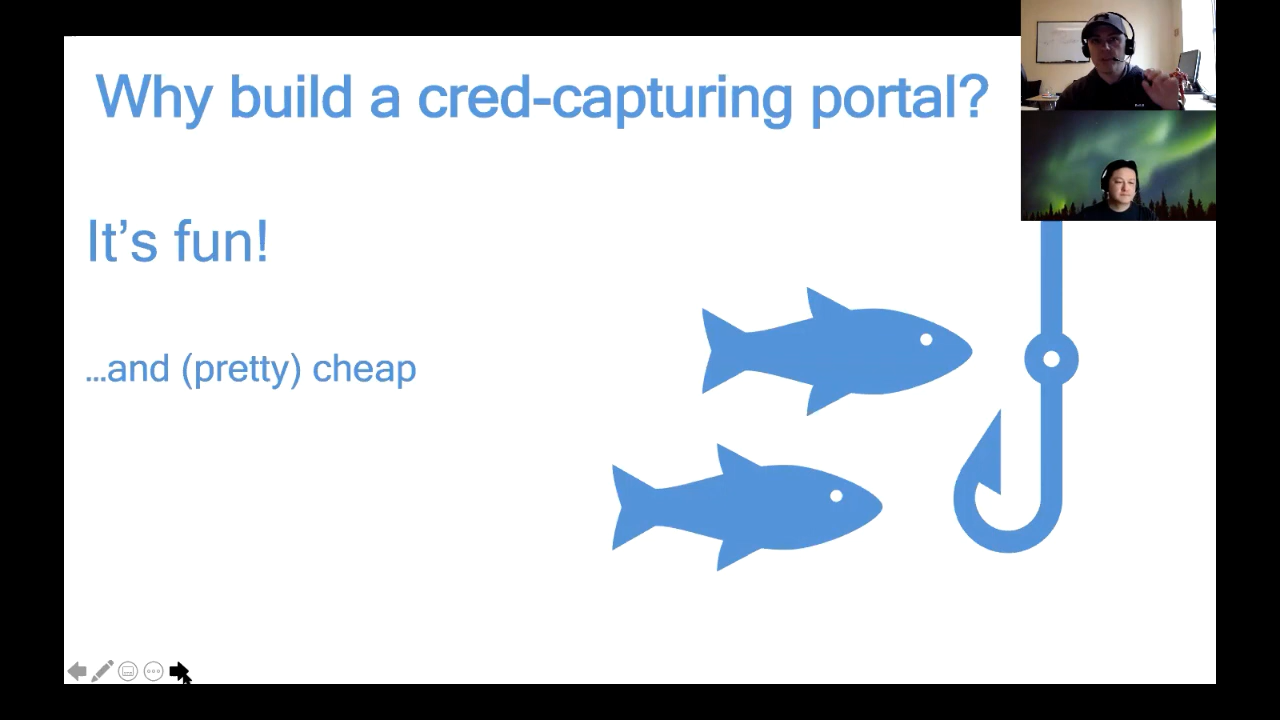 Why build a cred-capturing portal?
It’s fun!
...and (pretty) cheap